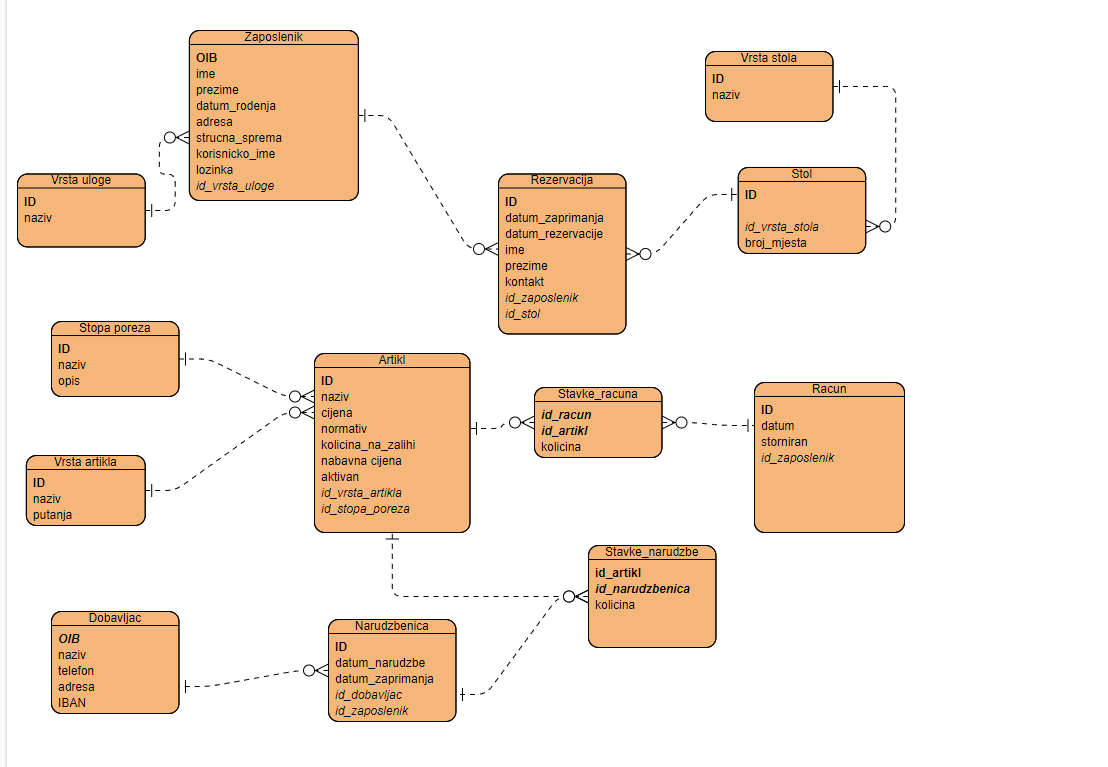 Zaposlenik
OIB
ime
prezime
datum_rodenja
adresa
strucna_sprema
korisnicko_ime
lozinka
id_vrsta_uloge
Vrsta stola
ID
naziv
Vrsta uloge
ID
naziv
Rezervacija
ID
datum_zaprimanja
datum_rezervacije
ime
prezime
kontakt
id_zaposlenik
id_stol
Stol
ID
id_vrsta_stola
broj_mjesta
Stopa poreza
ID
naziv
opis
Artikl
ID
naziv
cijena
normativ
kolicina_na_zalihi
nabavna cijena
aktivan
id_vrsta_artikla
id_stopa_poreza
Stavke_racuna
id_racun
id_artikl
kolicina
Racun
ID
datum
storniran
id_zaposlenik
Vrsta artikla
ID
naziv
putanja
Stavke_narudzbe
id_artikl
id_narudzbenica
kolicina
Dobavljac
OIB
naziv
telefon
adresa
IBAN
Narudzbenica
ID
datum_narudzbe
datum_zaprimanja
id_dobavljac
id_zaposlenik